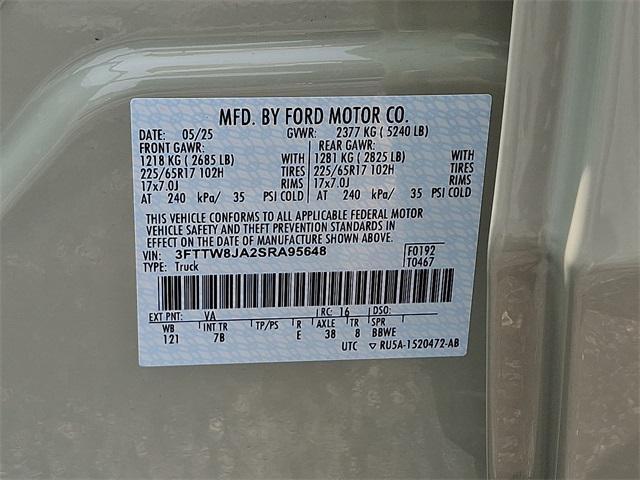 MFD. BY FORD MOTOR CO.
DATE: 05/25 GVWR: 2377 KG ( 5240 LB)
FRONT GAWR: REAR GAWR:
1218 KG ( 2685 LB) WITH 1281 KG ( 2825 LB) WITH
225/65R17 102H TIRES 225/65R17 102H TIRES
17x7.0J RIMS 17x7.0J RIMS
AT 240 kPa/ 35 PSI COLD AT 240 kPa/ 35 PSI COLD
THIS VEHICLE CONFORMS TO ALL APPLICABLE FEDERAL MOTOR
VEHICLE SAFETY AND THEFT PREVENTION STANDARDS IN
EFFECT ON THE DATE OF MANUFACTURE SHOWN ABOVE.
VIN: 3FTTW8JA2SRA95648 F0192
TYPE: Truck T0467
EXT PNT: VA RC: 16 DSO:
WB INT TR TP/PS R AXLE TR SPR
121 7B E 38 8 BBWE
UTC ▽ RU5A-1520472-AB